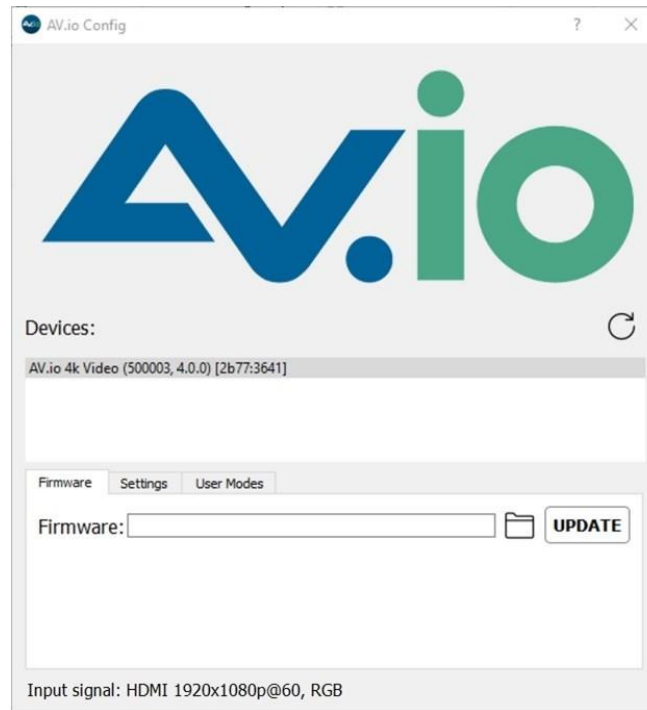 AV.io Config
AV.io
Devices:
AV.io 4k Video (500003, 4.0.0) [2b77:3641]
Firmware Settings User Modes
Firmware: UPDATE
Input signal: HDMI 1920x1080p@60, RGB